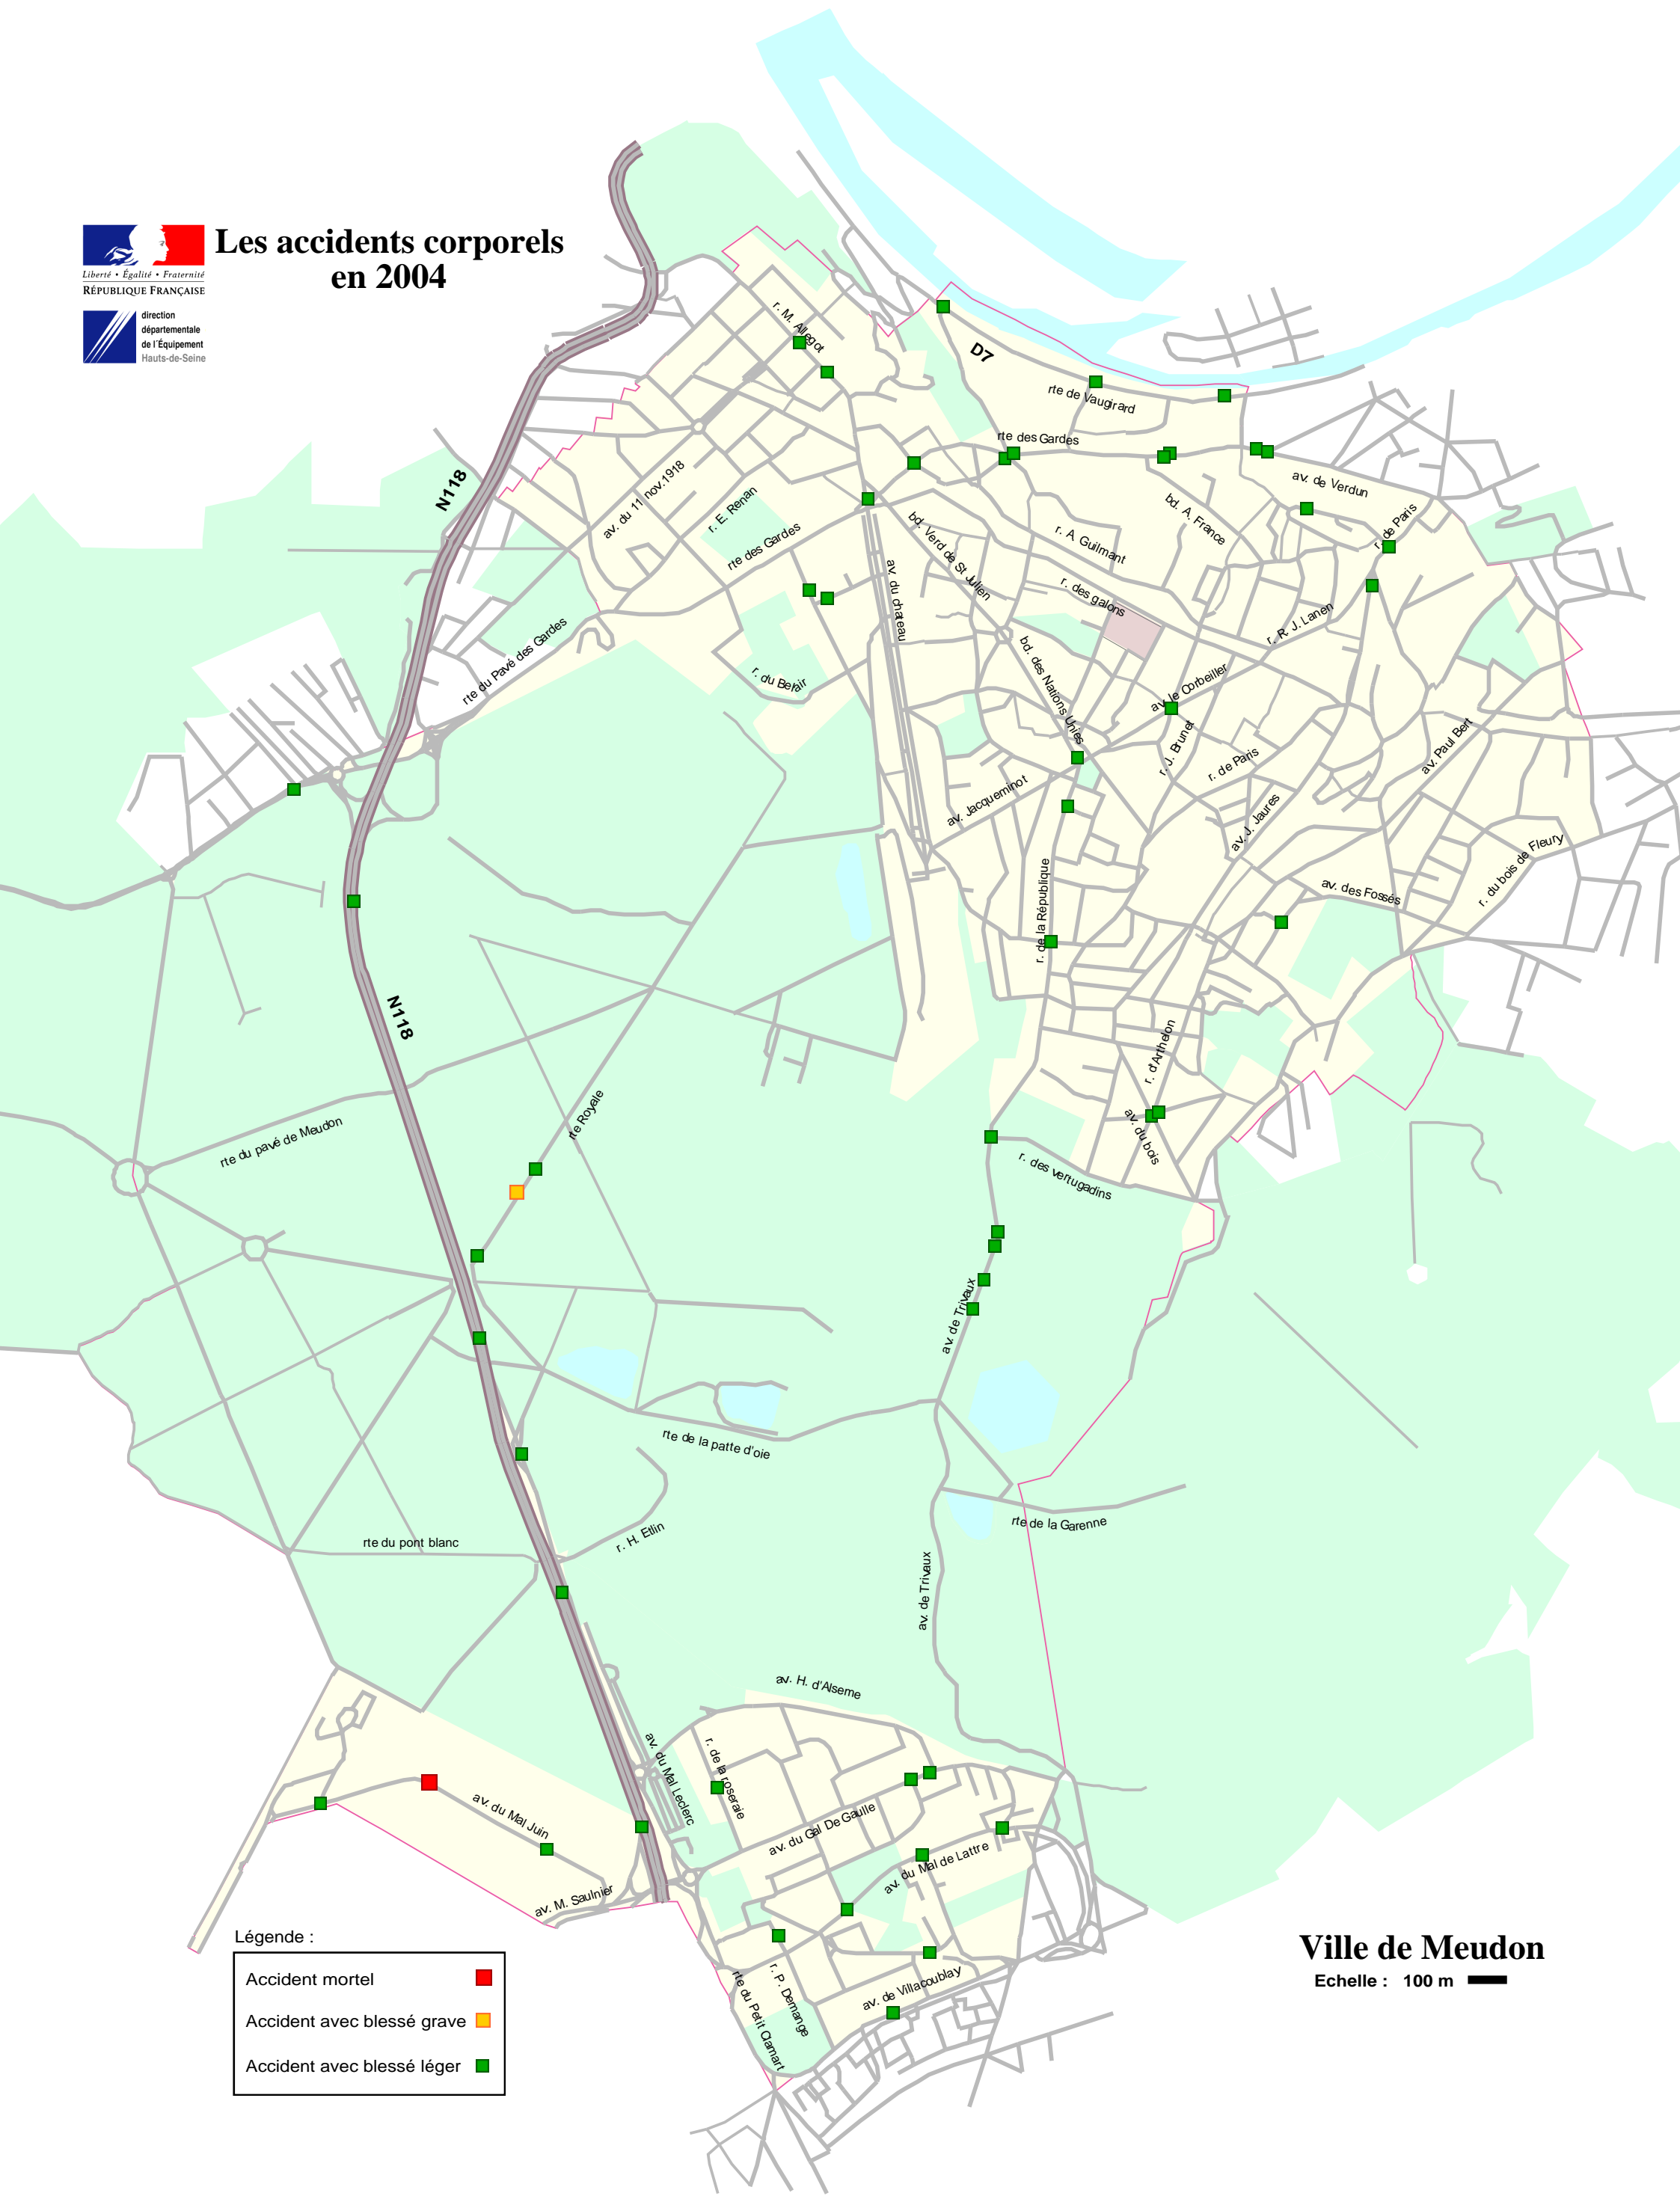 Les accidents corporels
en 2004
Liberté • Égalité • Fraternité
RÉPUBLIQUE FRANÇAISE
direction
départementale
de l'Équipement
Hauts-de-Seine
r. M. Allegot
D7
rte de Vaugirard
rte des Gardes
N118
av. du 11 nov.1918
r. E. Renan
rte des Gardes
bd. Verd de St Julien
av. de Verdun
bd. A. France
r. de Paris
r. A Guilmant
av. du chateau
r. des galons
r. R. J. Lanen
rte du Pavé des Gardes
r. du Belair
bd. des Nations Unies
av. le Corbeiller
r. J. Brunet
r. de Paris
av. Paul Bert
av. Jacqueminot
av. J. Jaures
r. du bois de Fleury
av. des Fossés
r. de la République
N118
r. d'Arthelon
rte Royale
rte du pavé de Meudon
av. du bois
r. des vertugadins
av. de Trivaux
rte de la patte d'oie
rte de la Garenne
r. H. Etlin
rte du pont blanc
av. de Trivaux
av. H. d'Alseme
av. du Mal Leclerc
r. de la roseraie
av. du Mal Juin
av. du Gal De Gaulle
av. du Mal de Lattre
av. M. Saulnier
av. de Villacoublay
r. P. Demange
rte du Petit Clamart
Légende :
Accident mortel
Accident avec blessé grave
Accident avec blessé léger
Ville de Meudon
Echelle : 100 m